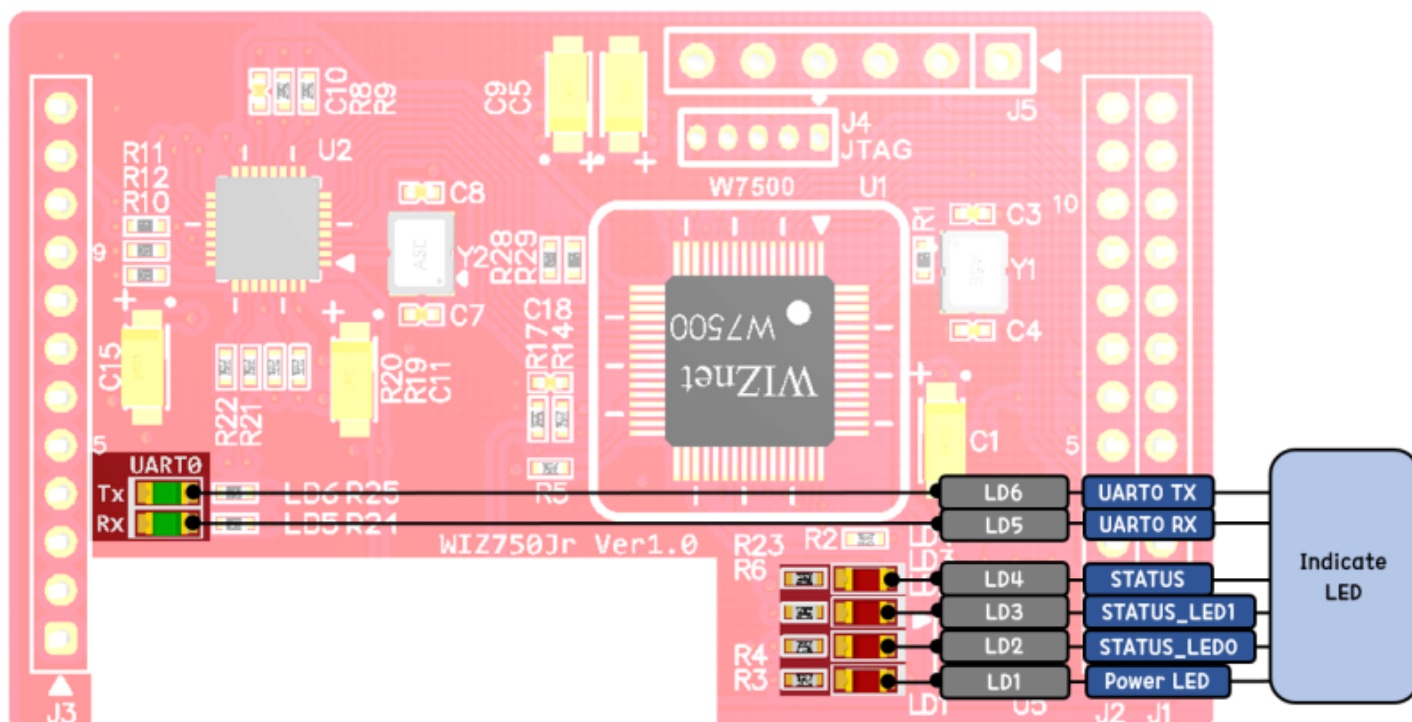 C10
R8
R9
C9
C5
J5
J4
JTAG
R11
R12
R10
U2
W7500
U1
C8
R1
C3
10
9
ASE
Y2
R28
R29
Y1
C7
C18
R17
R14
C4
W7500
WIZnet
C15
R20
R19
C11
R22
R21
5
5
C1
UART0
Tx
LD6 R25
R5
LD6
UART0 TX
Rx
LD5 R24
LD5
UART0 RX
WIZ750Jr Ver1.0
R2
R23
R6
LD4
STATUS
Indicate
LED
LD3
STATUS_LED1
R4
LD2
STATUS_LED0
R3
LD1
Power LED
LD1
U5
J3
J2
J1